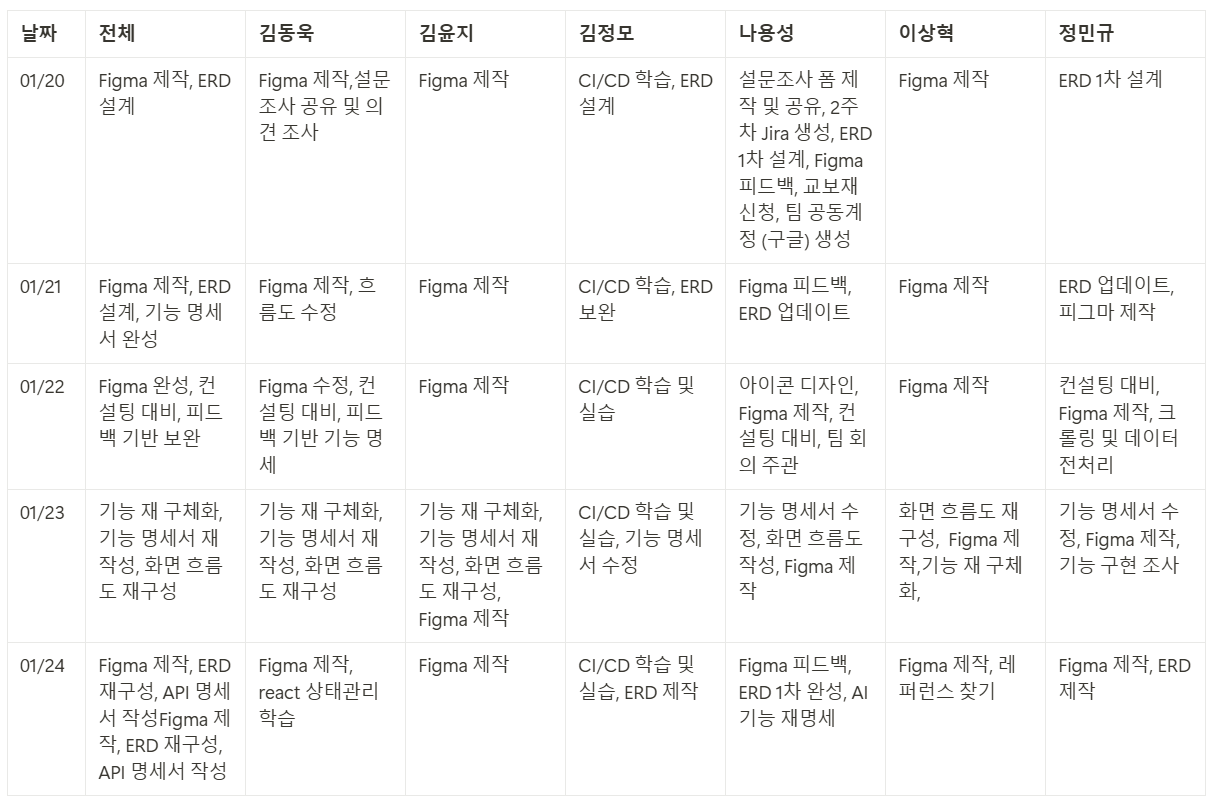 날짜
전체
김동욱
김윤지
김정모
나용성
이상혁
정민규
01/20
Figma 제작, ERD
설계
Figma 제작,설문
조사 공유 및 의
견 조사
Figma 제작
CI/CD 학습, ERD
설계
설문조사 폼 제
작 및 공유, 2주
차 Jira 생성, ERD
1차 설계, Figma
피드백, 교보재
신청, 팀 공동계
정 (구글) 생성
Figma 제작
ERD 1차 설계
01/21
Figma 제작, ERD
설계, 기능 명세
서 완성
Figma 제작, 흐
름도 수정
Figma 제작
CI/CD 학습, ERD
보완
Figma 피드백,
ERD 업데이트
Figma 제작
ERD 업데이트,
피그마 제작
01/22
Figma 완성, 컨
설팅 대비, 피드
백 기반 보완
Figma 수정, 컨
설팅 대비, 피드
백 기반 기능 명
세
Figma 제작
CI/CD 학습 및
실습
아이콘 디자인,
Figma 제작, 컨
설팅 대비, 팀 회
의 주관
Figma 제작
컨설팅 대비,
Figma 제작, 크
롤링 및 데이터
전처리
01/23
기능 재 구체화,
기능 명세서 재
작성, 화면 흐름
도 재구성
기능 재 구체화,
기능 명세서 재
작성, 화면 흐름
도 재구성
기능 재 구체화,
기능 명세서 재
작성, 화면 흐름
도 재구성,
Figma 제작
CI/CD 학습 및
실습, 기능 명세
서 수정
기능 명세서 수
정, 화면 흐름도
작성, Figma 제
작
화면 흐름도 재
구성,  Figma 제
작,기능 재 구체
화,
기능 명세서 수
정, Figma 제작,
기능 구현 조사
01/24
Figma 제작, ERD
재구성, API 명세
서 작성Figma 제
작, ERD 재구성,
API 명세서 작성
Figma 제작,
react 상태관리
학습
Figma 제작
CI/CD 학습 및
실습, ERD 제작
Figma 피드백,
ERD 1차 완성, AI
기능 재명세
Figma 제작, 레
퍼런스 찾기
Figma 제작, ERD
제작